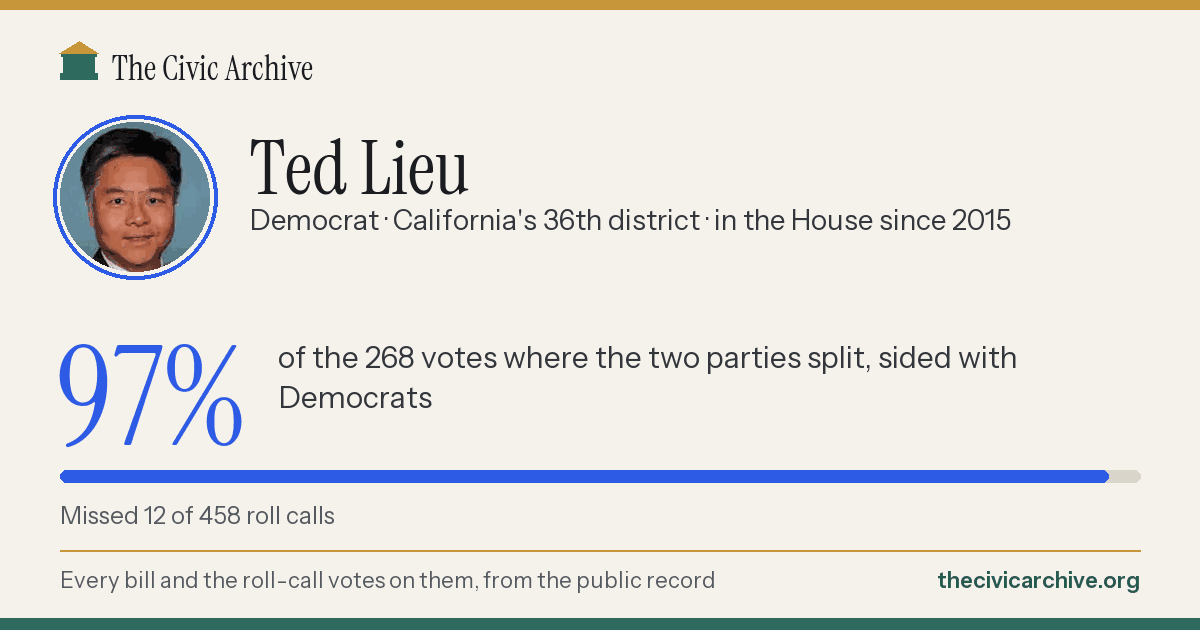 The Civic Archive
Ted Lieu
Democrat · California's 36th district · in the House since 2015
97%
of the 268 votes where the two parties split, sided with
Democrats
Missed 12 of 458 roll calls
Every bill and the roll-call votes on them, from the public record
thecivicarchive.org